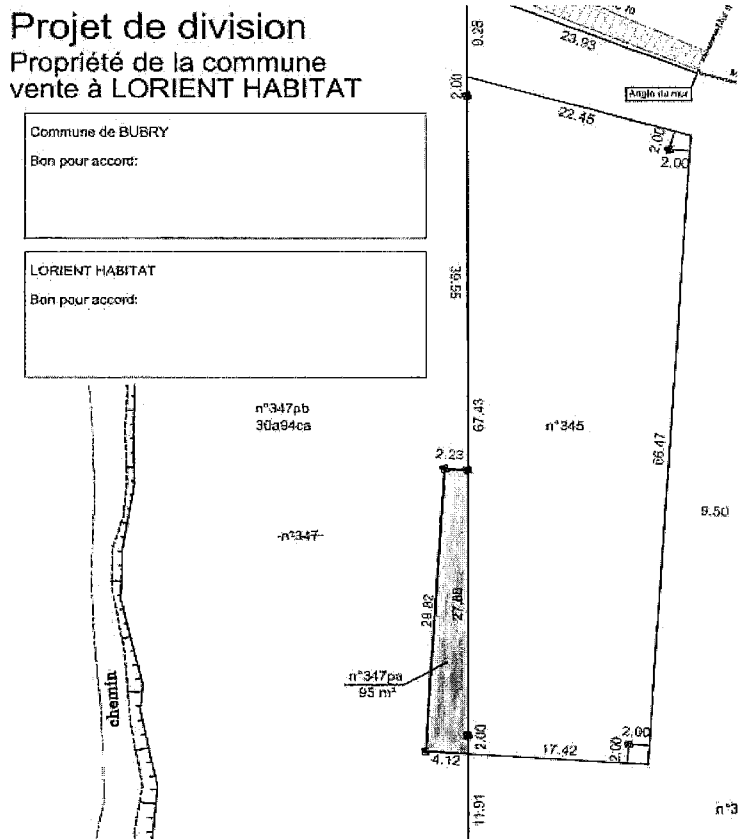 Projet de division
Propriété de la commune
vente à LORIENT HABITAT
Commune de BUBRY
Bon pour accord:
LORIENT HABITAT
Bon pour accord:
9.28
23.93
2.00
Angle du mur
22.45
2.00
2.00
39.55
n°347pb
30a94ca
67.43
n°345
66.47
2.23
9.50
n°347
29.82
27.88
n°347pa
95 m²
chemin
2.00
4.12
17.42
2.00
2.00
11.91
n°3